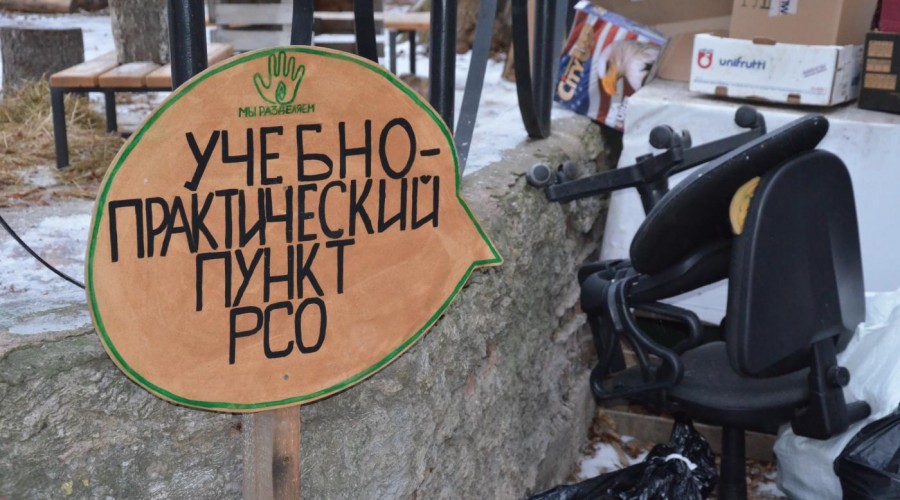 МЫ РАЗДЕЛЯЕМ
УЧЕБНО-
ПРАКТИЧЕСКИЙ
ПУНКТ
РСО
unifrutti